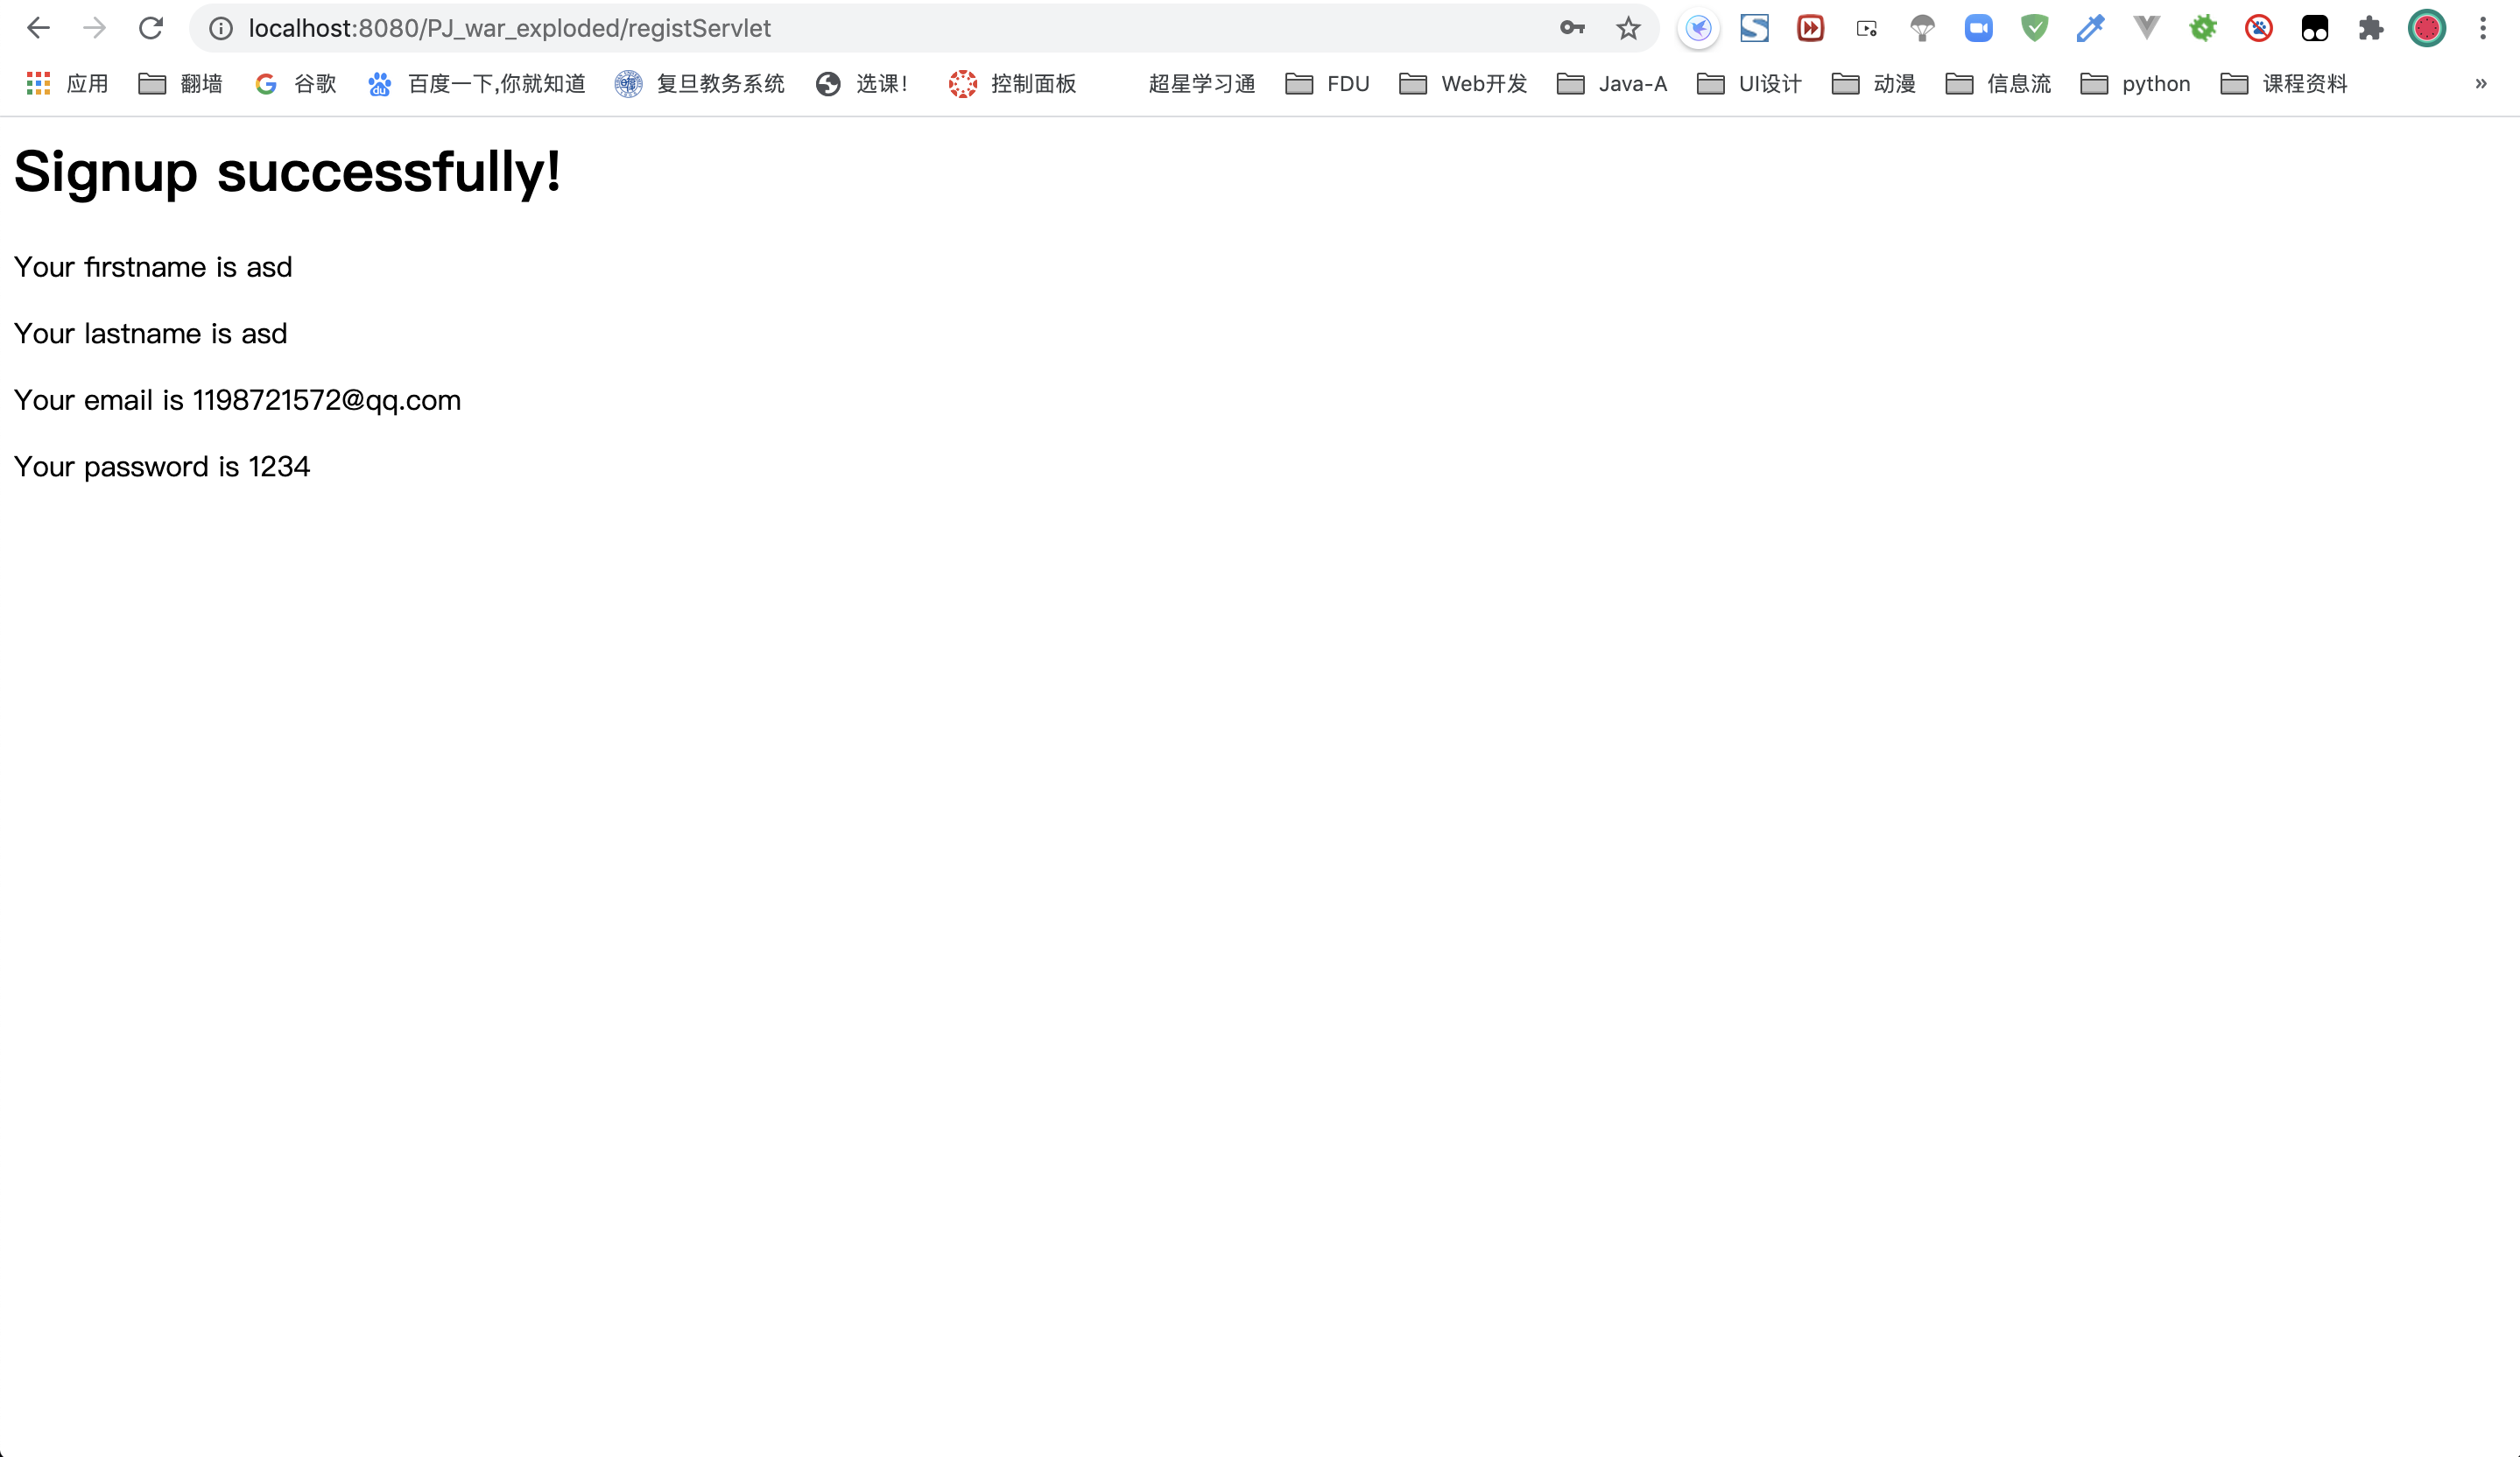 localhost:8080/PJ_war_exploded/registServlet
应用 翻墙 谷歌 百度一下,你就知道 复旦教务系统 选课! 控制面板 超星学习通 FDU Web开发 Java-A UI设计 动漫 信息流 python 课程资料 »
Signup successfully!
Your firstname is asd
Your lastname is asd
Your email is 1198721572@qq.com
Your password is 1234